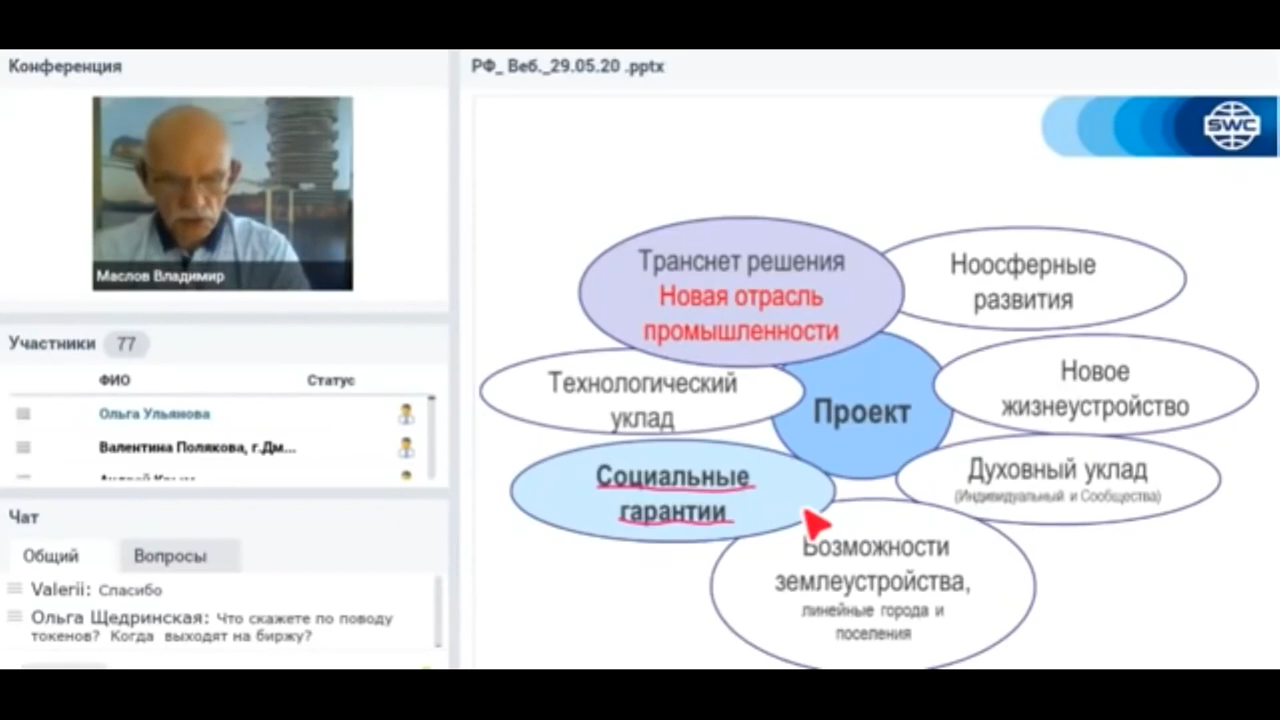 Конференция
Маслов Владимир
Участники 77
ФИО Статус
Ольга Ульянова
Валентина Полякова, г.Дм...
Чат
Общий Вопросы
Valerii: Спасибо
Ольга Щедринская: Что скажете по поводу
токенов? Когда выходят на биржу?
РФ_ Веб._29.05.20 .pptx
SWC
Транснет решения
Новая отрасль
промышленности
Ноосферные
развития
Технологический
уклад
Проект
Новое
жизнеустройство
Социальные
гарантии
Духовный уклад
(Индивидуальный и Сообщества)
Возможности
землеустройства,
линейные города и
поселения